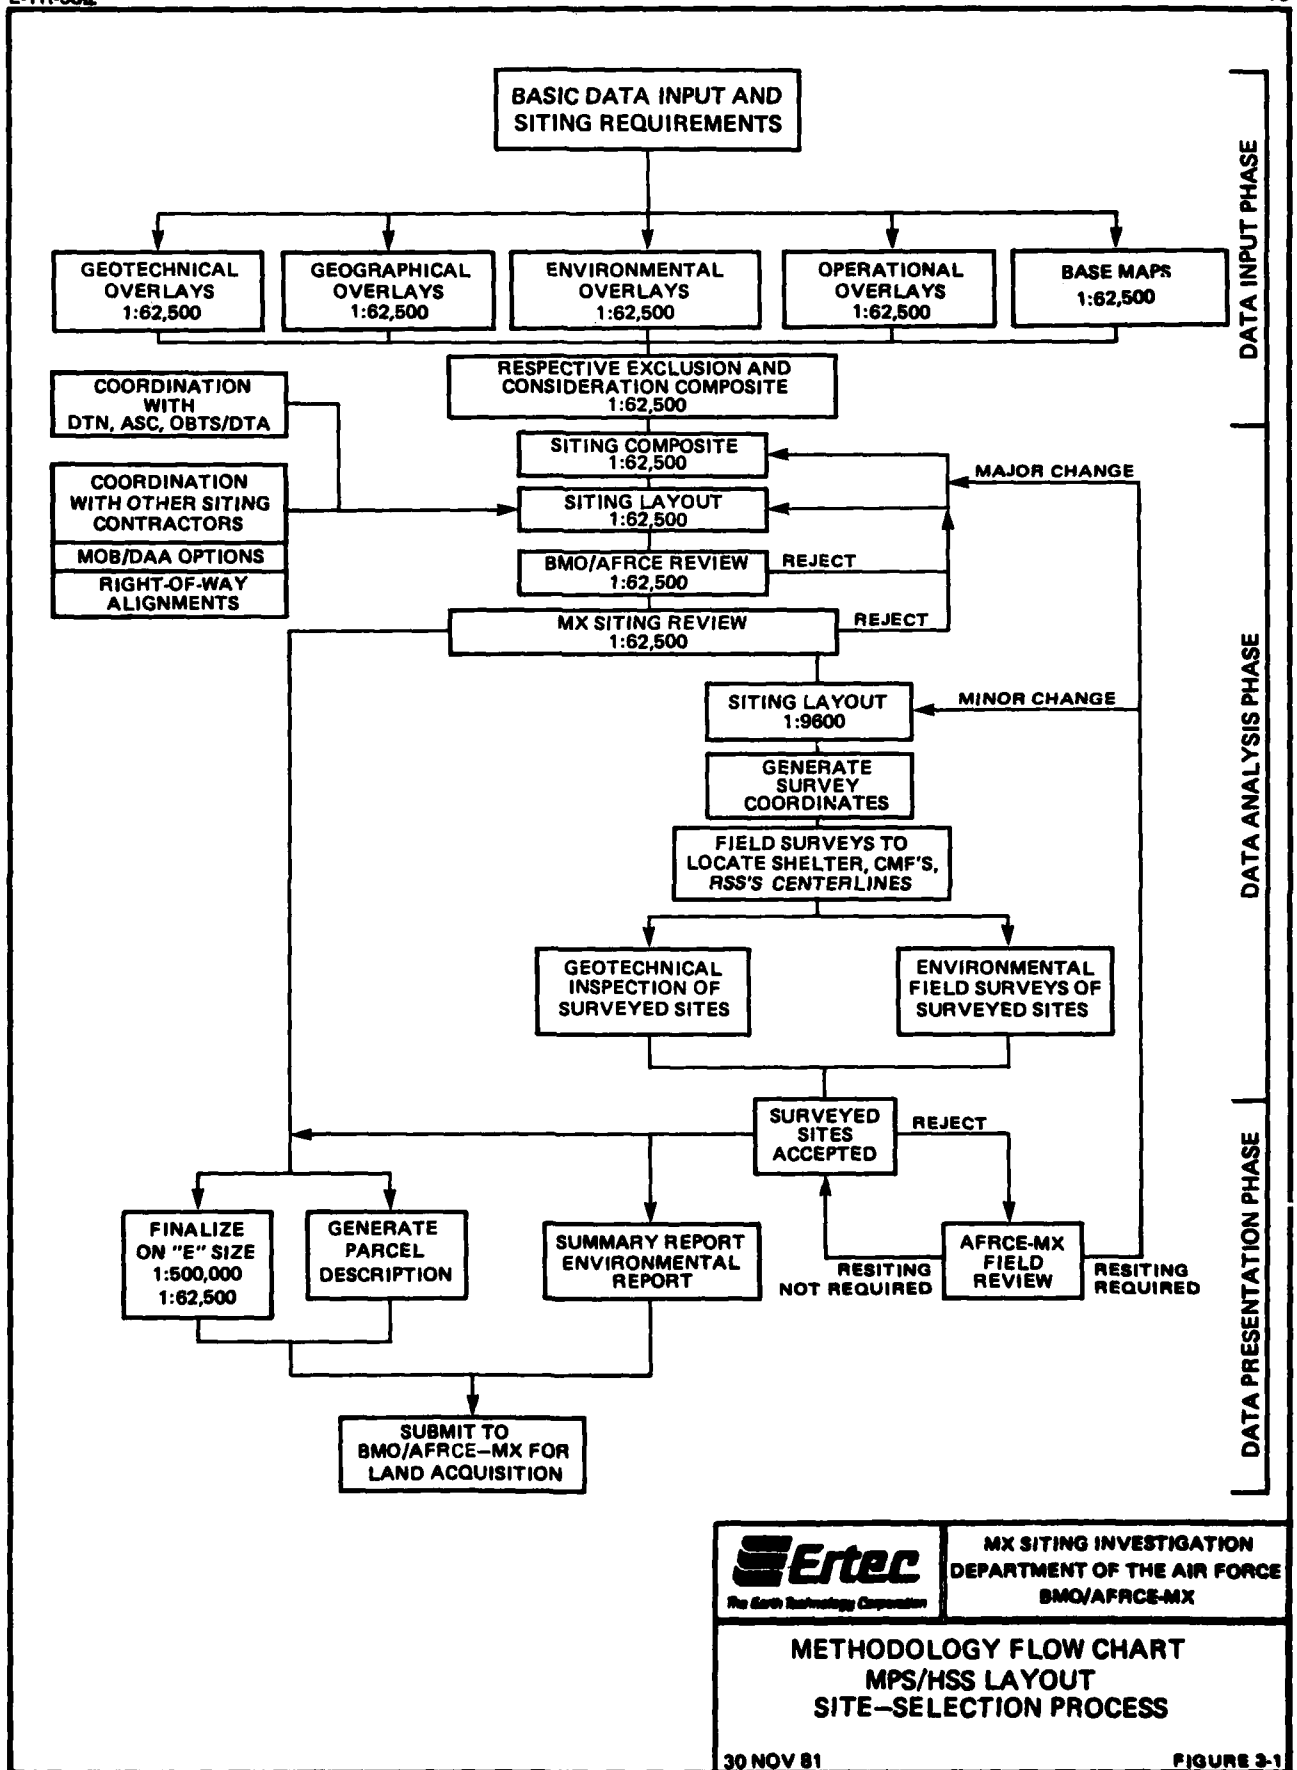 BASIC DATA INPUT AND
SITING REQUIREMENTS
GEOTECHNICAL
OVERLAYS
1:62,500
GEOGRAPHICAL
OVERLAYS
1:62,500
ENVIRONMENTAL
OVERLAYS
1:62,500
OPERATIONAL
OVERLAYS
1:62,500
BASE MAPS
1:62,500
DATA INPUT PHASE
RESPECTIVE EXCLUSION AND
CONSIDERATION COMPOSITE
1:62,500
COORDINATION
WITH
DTN, ASC, OBTS/DTA
SITING COMPOSITE
1:62,500
MAJOR CHANGE
COORDINATION
WITH OTHER SITING
CONTRACTORS
MOB/DAA OPTIONS
RIGHT-OF-WAY
ALIGNMENTS
SITING LAYOUT
1:62,500
BMO/AFRCE REVIEW
1:62,500
REJECT
MX SITING REVIEW
1:62,500
REJECT
SITING LAYOUT
1:9600
MINOR CHANGE
GENERATE
SURVEY
COORDINATES
FIELD SURVEYS TO
LOCATE SHELTER, CMF'S,
RSS'S CENTERLINES
DATA ANALYSIS PHASE
GEOTECHNICAL
INSPECTION OF
SURVEYED SITES
ENVIRONMENTAL
FIELD SURVEYS OF
SURVEYED SITES
SURVEYED
SITES
ACCEPTED
REJECT
FINALIZE
ON "E" SIZE
1:500,000
1:62,500
GENERATE
PARCEL
DESCRIPTION
SUMMARY REPORT
ENVIRONMENTAL
REPORT
RESITING
NOT REQUIRED
AFRCE-MX
FIELD
REVIEW
RESITING
REQUIRED
DATA PRESENTATION PHASE
SUBMIT TO
BMO/AFRCE–MX FOR
LAND ACQUISITION
Ertec
The Earth Technology Corporation
MX SITING INVESTIGATION
DEPARTMENT OF THE AIR FORCE
BMO/AFRCE-MX
METHODOLOGY FLOW CHART
MPS/HSS LAYOUT
SITE–SELECTION PROCESS
30 NOV 81
FIGURE 3-1